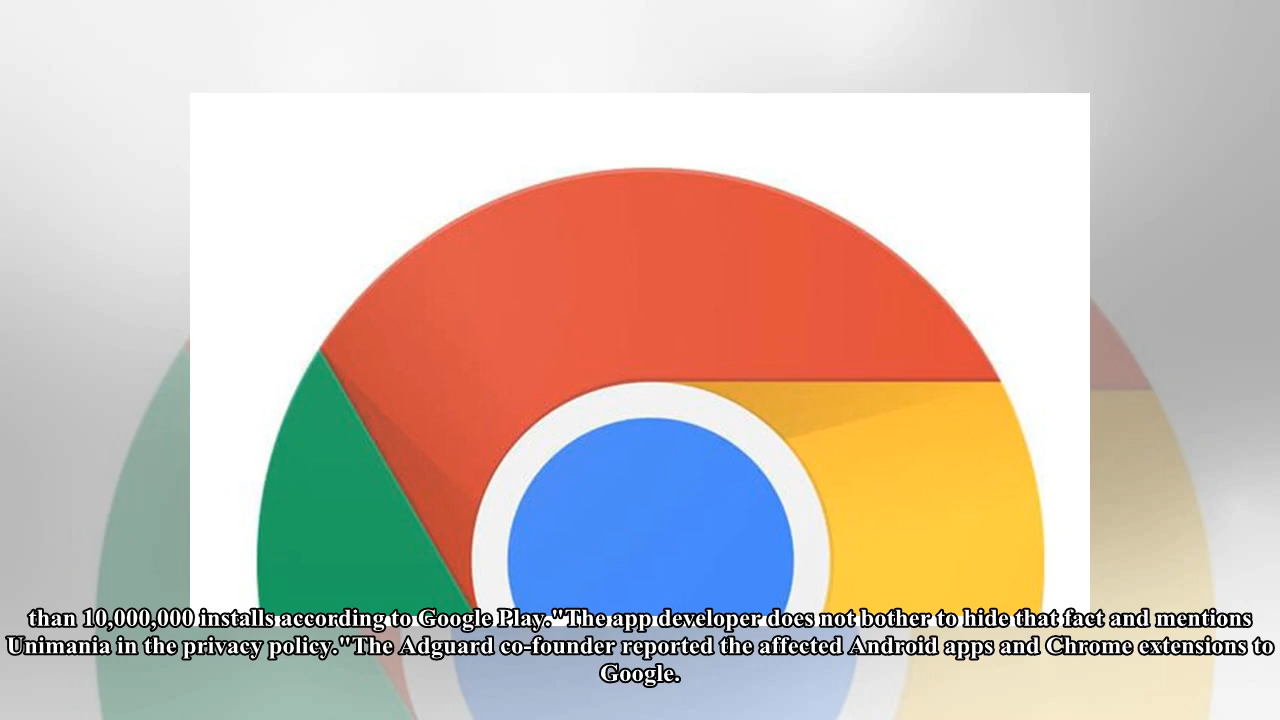 than 10,000,000 installs according to Google Play."The app developer does not bother to hide that fact and mentions
Unimania in the privacy policy."The Adguard co-founder reported the affected Android apps and Chrome extensions to
Google.